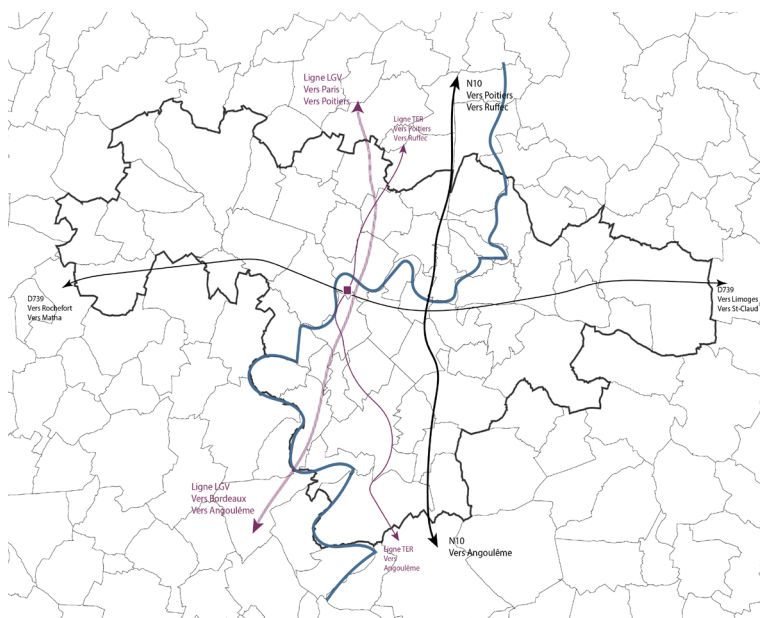 Ligne LGV
Vers Paris
Vers Poitiers
N10
Vers Poitiers
Vers Ruffec
Ligne TER
Vers Poitiers
Vers Ruffec
D739
Vers Rochefort
Vers Matha
D739
Vers Limoges
Vers St-Claud
Ligne LGV
Vers Bordeaux
Vers Angoulême
Ligne TER
Vers
Angoulême
N10
Vers Angoulême